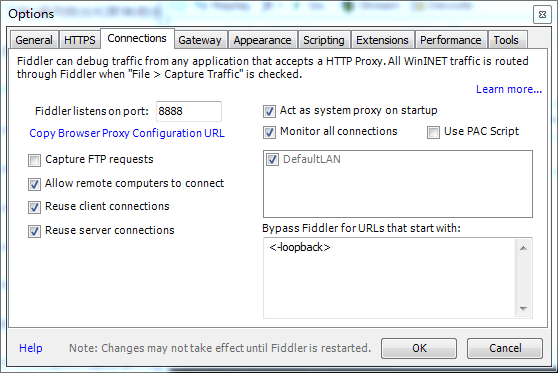 Options
General HTTPS Connections Gateway Appearance Scripting Extensions Performance Tools
Fiddler can debug traffic from any application that accepts a HTTP Proxy. All WinINET traffic is routed
through Fiddler when "File > Capture Traffic" is checked.
Learn more...
Fiddler listens on port: 8888
Copy Browser Proxy Configuration URL
Capture FTP requests
Allow remote computers to connect
Reuse client connections
Reuse server connections
Act as system proxy on startup
Monitor all connections Use PAC Script
DefaultLAN
Bypass Fiddler for URLs that start with:
<-loopback>
Help Note: Changes may not take effect until Fiddler is restarted. OK Cancel